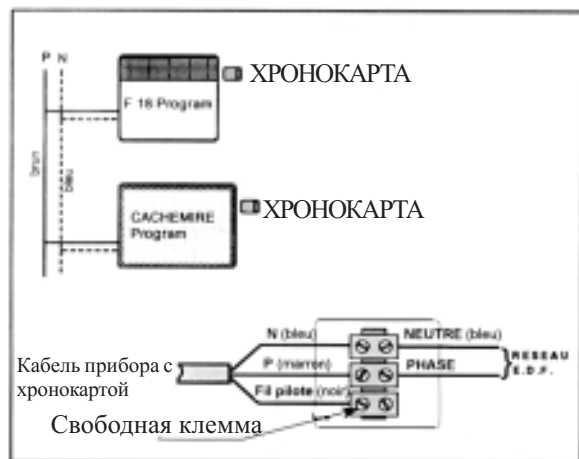 P N
ХРОНОКАРТА
F 18 Program
brun
bleu
ХРОНОКАРТА
CACHEMIRE
Program
N (bleu)
NEUTRE (bleu)
Кабель прибора с
хронокартой
P (marron)
PHASE
RESEAU
E.D.F.
Fil pilote (noir)
Свободная клемма